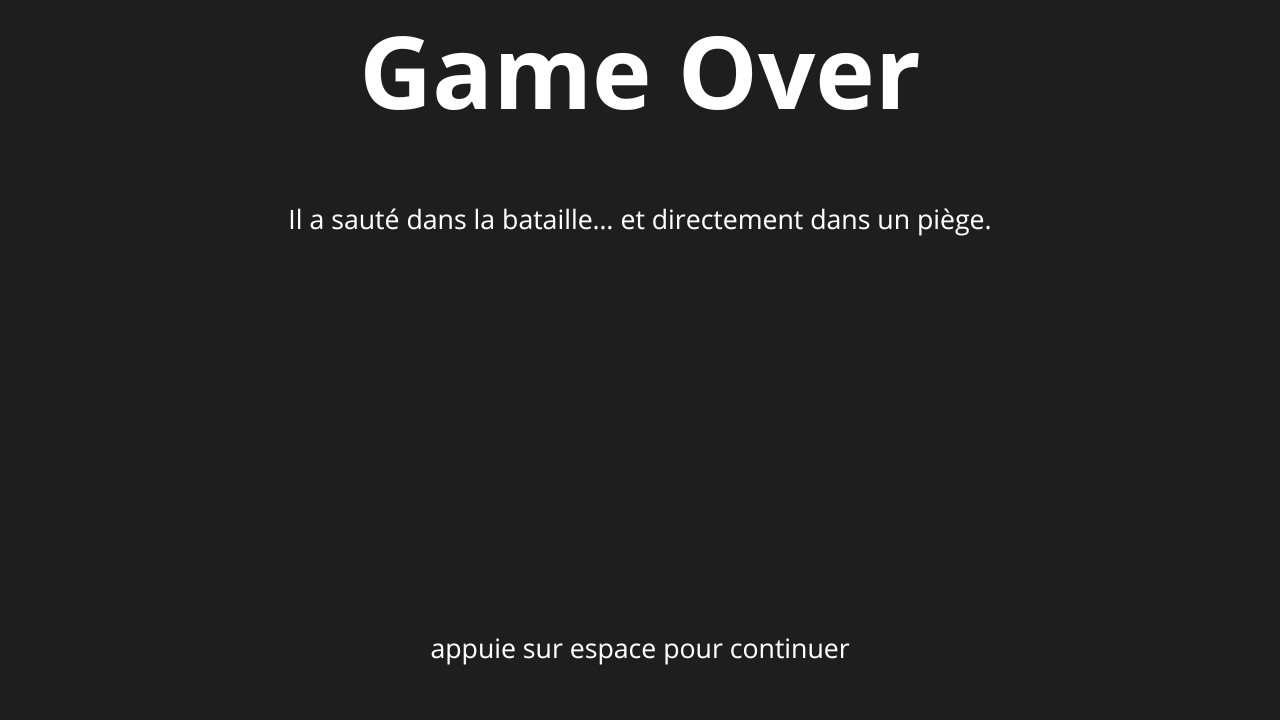 Game Over
Il a sauté dans la bataille... et directement dans un piège.
appuie sur espace pour continuer